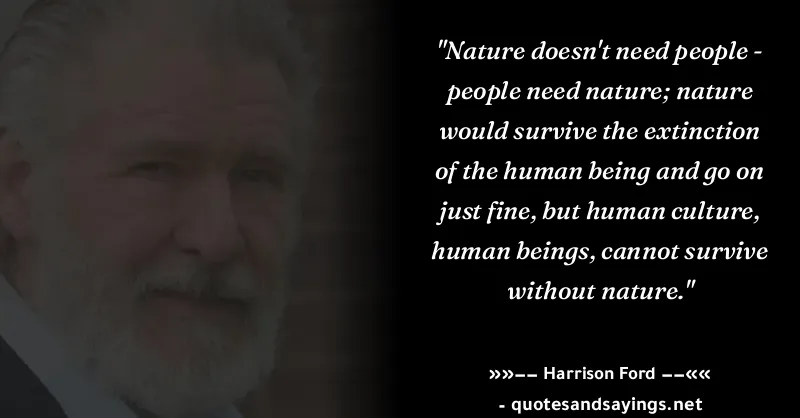 "Nature doesn't need people -
people need nature; nature
would survive the extinction
of the human being and go on
just fine, but human culture,
human beings, cannot survive
without nature."
»»−− Harrison Ford −−««
- quotesandsayings.net